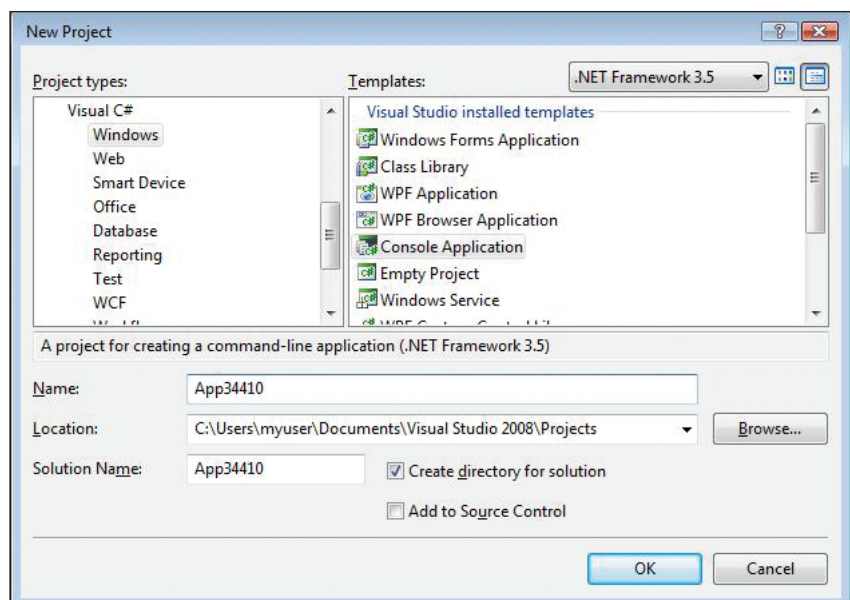 New Project
Project types:
Templates:
.NET Framework 3.5
Visual C#
Windows
Web
Smart Device
Office
Database
Reporting
Test
WCF
Visual Studio installed templates
Windows Forms Application
Class Library
WPF Application
WPF Browser Application
Console Application
Empty Project
Windows Service
A project for creating a command-line application (.NET Framework 3.5)
Name:
App34410
Location:
C:\Users\myuser\Documents\Visual Studio 2008\Projects
Browse...
Solution Name:
App34410
Create directory for solution
Add to Source Control
OK
Cancel